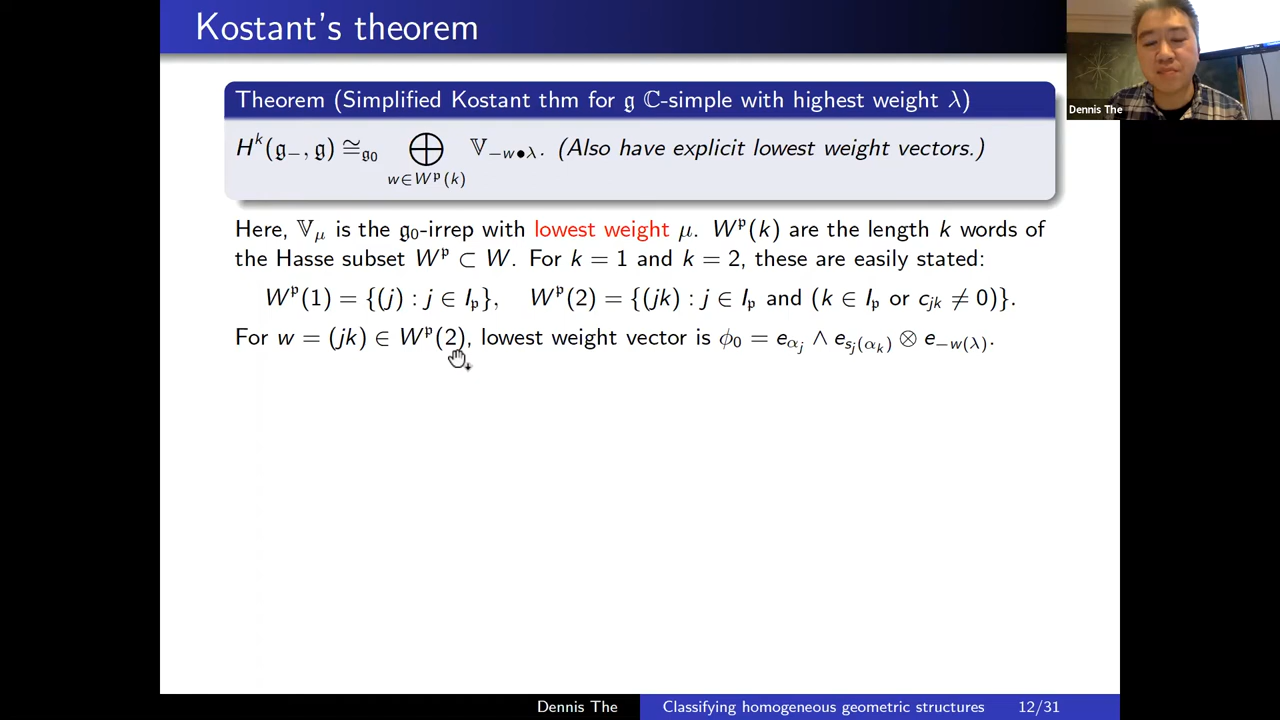 Kostant's theorem
Theorem (Simplified Kostant thm for 𝔤 ℂ-simple with highest weight λ)
H^k(𝔤_−, 𝔤) ≅_{𝔤_0} ⊕_{w∈W^𝔭(k)} 𝕍_{−w•λ}. (Also have explicit lowest weight vectors.)
Here, 𝕍_μ is the 𝔤_0-irrep with lowest weight μ. W^𝔭(k) are the length k words of
the Hasse subset W^𝔭 ⊂ W. For k = 1 and k = 2, these are easily stated:
W^𝔭(1) = {(j) : j ∈ I_𝔭}, W^𝔭(2) = {(jk) : j ∈ I_𝔭 and (k ∈ I_𝔭 or c_{jk} ≠ 0)}.
For w = (jk) ∈ W^𝔭(2), lowest weight vector is ϕ_0 = e_{α_j} ∧ e_{s_j(α_k)} ⊗ e_{−w(λ)}.
Dennis The
Dennis The
Classifying homogeneous geometric structures
12/31